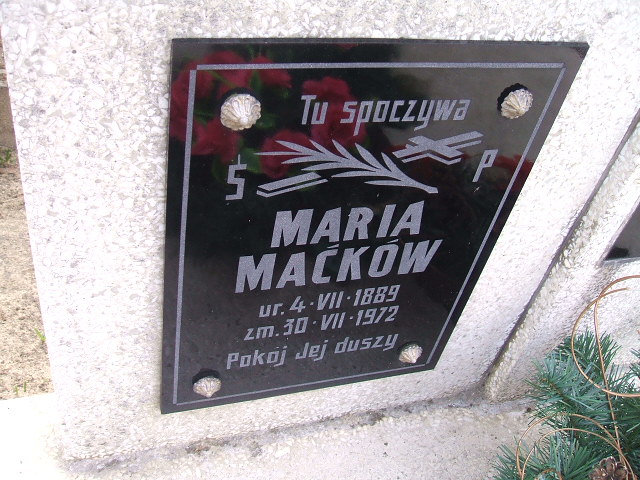 Tu spoczywa
Ś P
MARIA
MAĆKÓW
ur. 4·VII·1889
zm. 30·VII·1972
Pokój Jej duszy